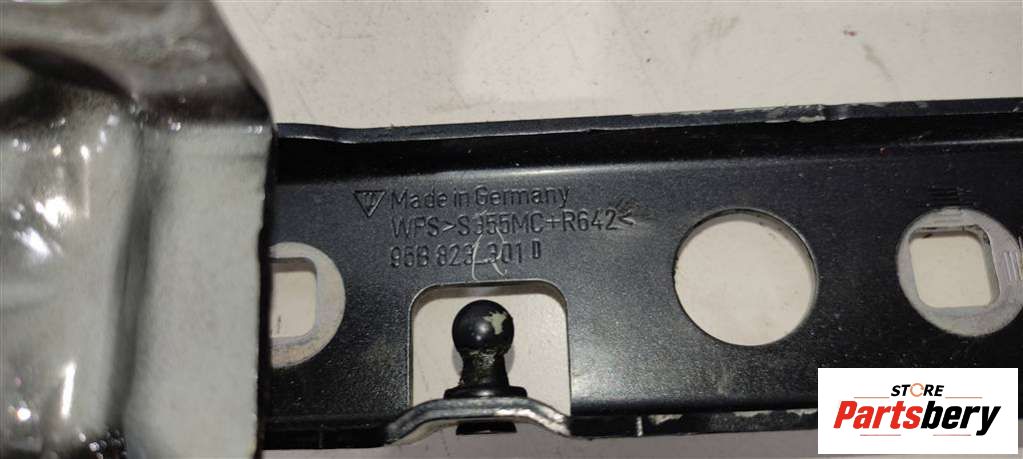 Made in Germany
WPS>S355MC+R642<
95B 823 301 D
STORE
Partsbery